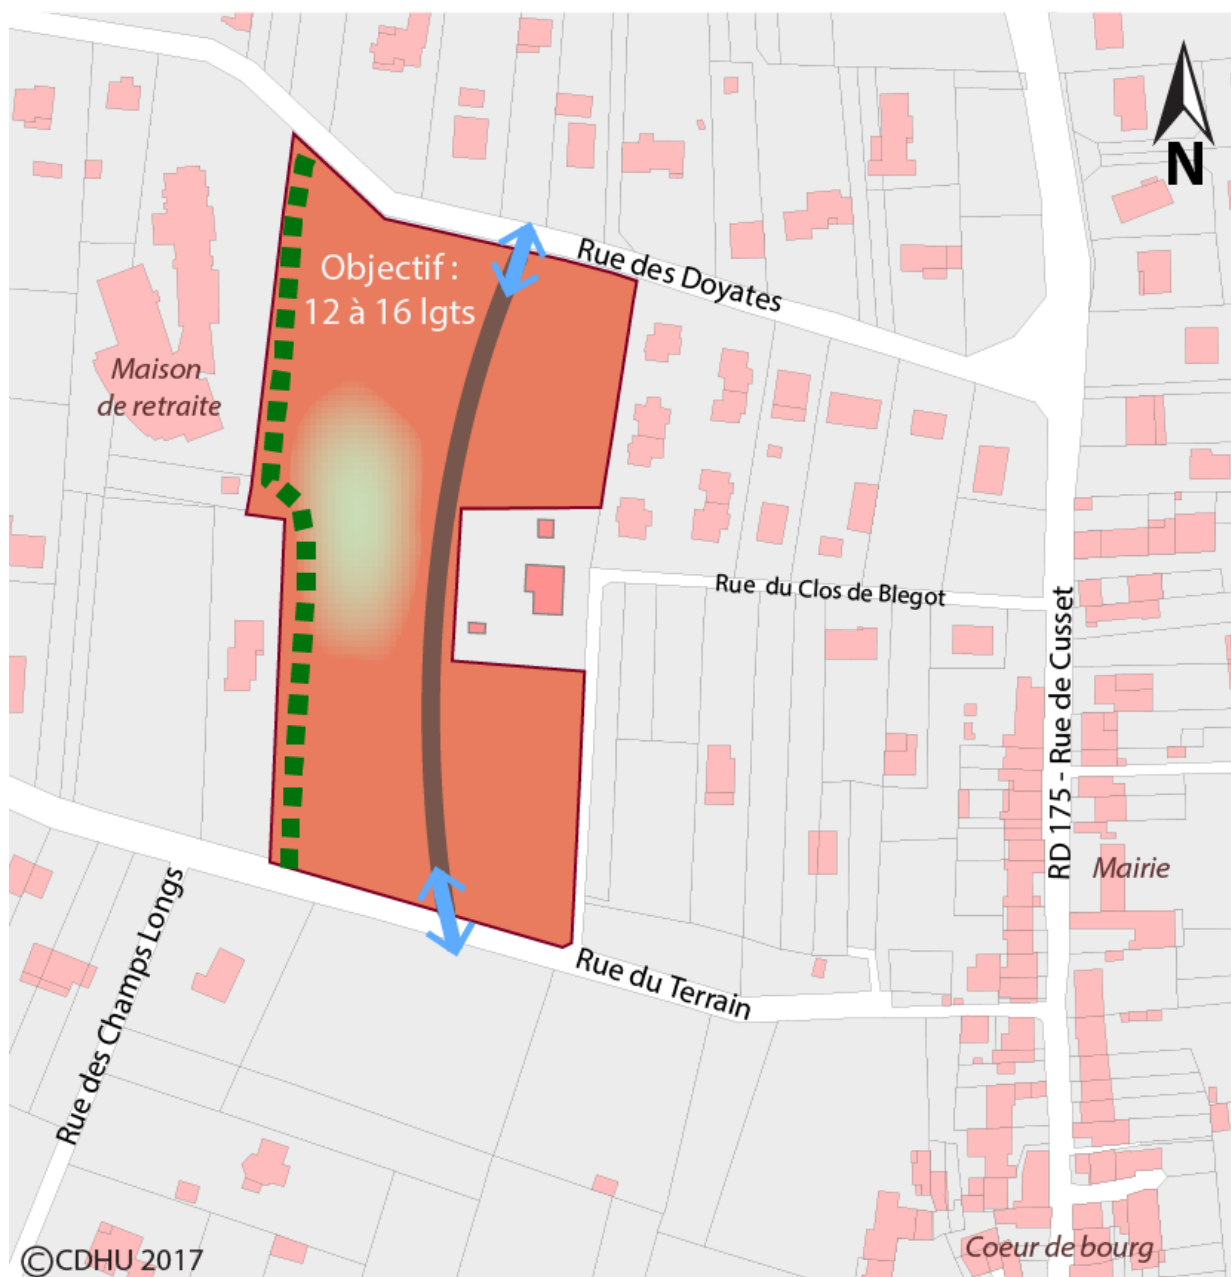 N
Rue des Doyates
Objectif :
12 à 16 lgts
Maison
de retraite
Rue du Clos de Blegot
RD 175 - Rue de Cusset
Mairie
Rue des Champs Longs
Rue du Terrain
Coeur de bourg
©CDHU 2017